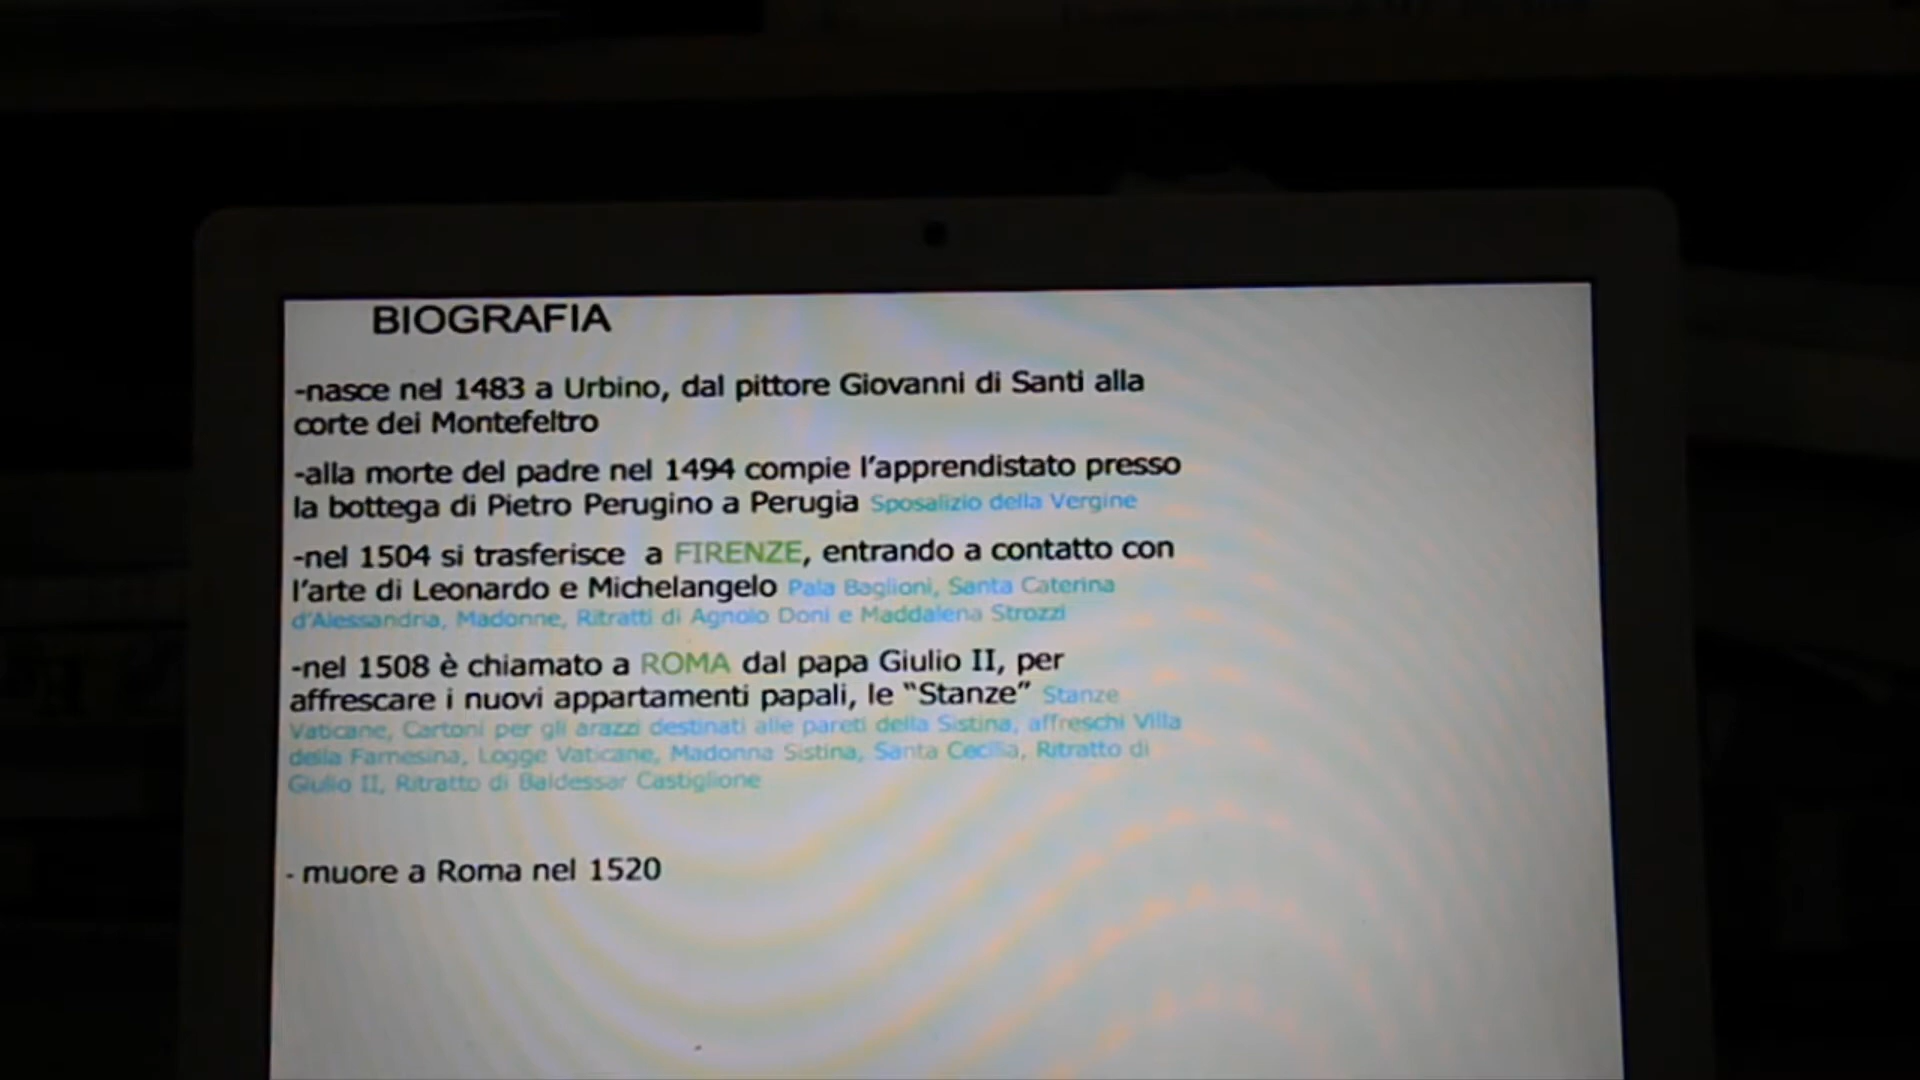 BIOGRAFIA
-nasce nel 1483 a Urbino, dal pittore Giovanni di Santi alla
corte dei Montefeltro
-alla morte del padre nel 1494 compie l'apprendistato presso
la bottega di Pietro Perugino a Perugia Sposalizio della Vergine
-nel 1504 si trasferisce a FIRENZE, entrando a contatto con
l'arte di Leonardo e Michelangelo Pala Baglioni, Santa Caterina
d'Alessandria, Madonne, Ritratti di Agnolo Doni e Maddalena Strozzi
-nel 1508 è chiamato a ROMA dal papa Giulio II, per
affrescare i nuovi appartamenti papali, le "Stanze" Stanze
Vaticane, Cartoni per gli arazzi destinati alle pareti della Sistina, affreschi Villa
della Farnesina, Logge Vaticane, Madonna Sistina, Santa Cecilia, Ritratto di
Giulio II, Ritratto di Baldessar Castiglione
- muore a Roma nel 1520